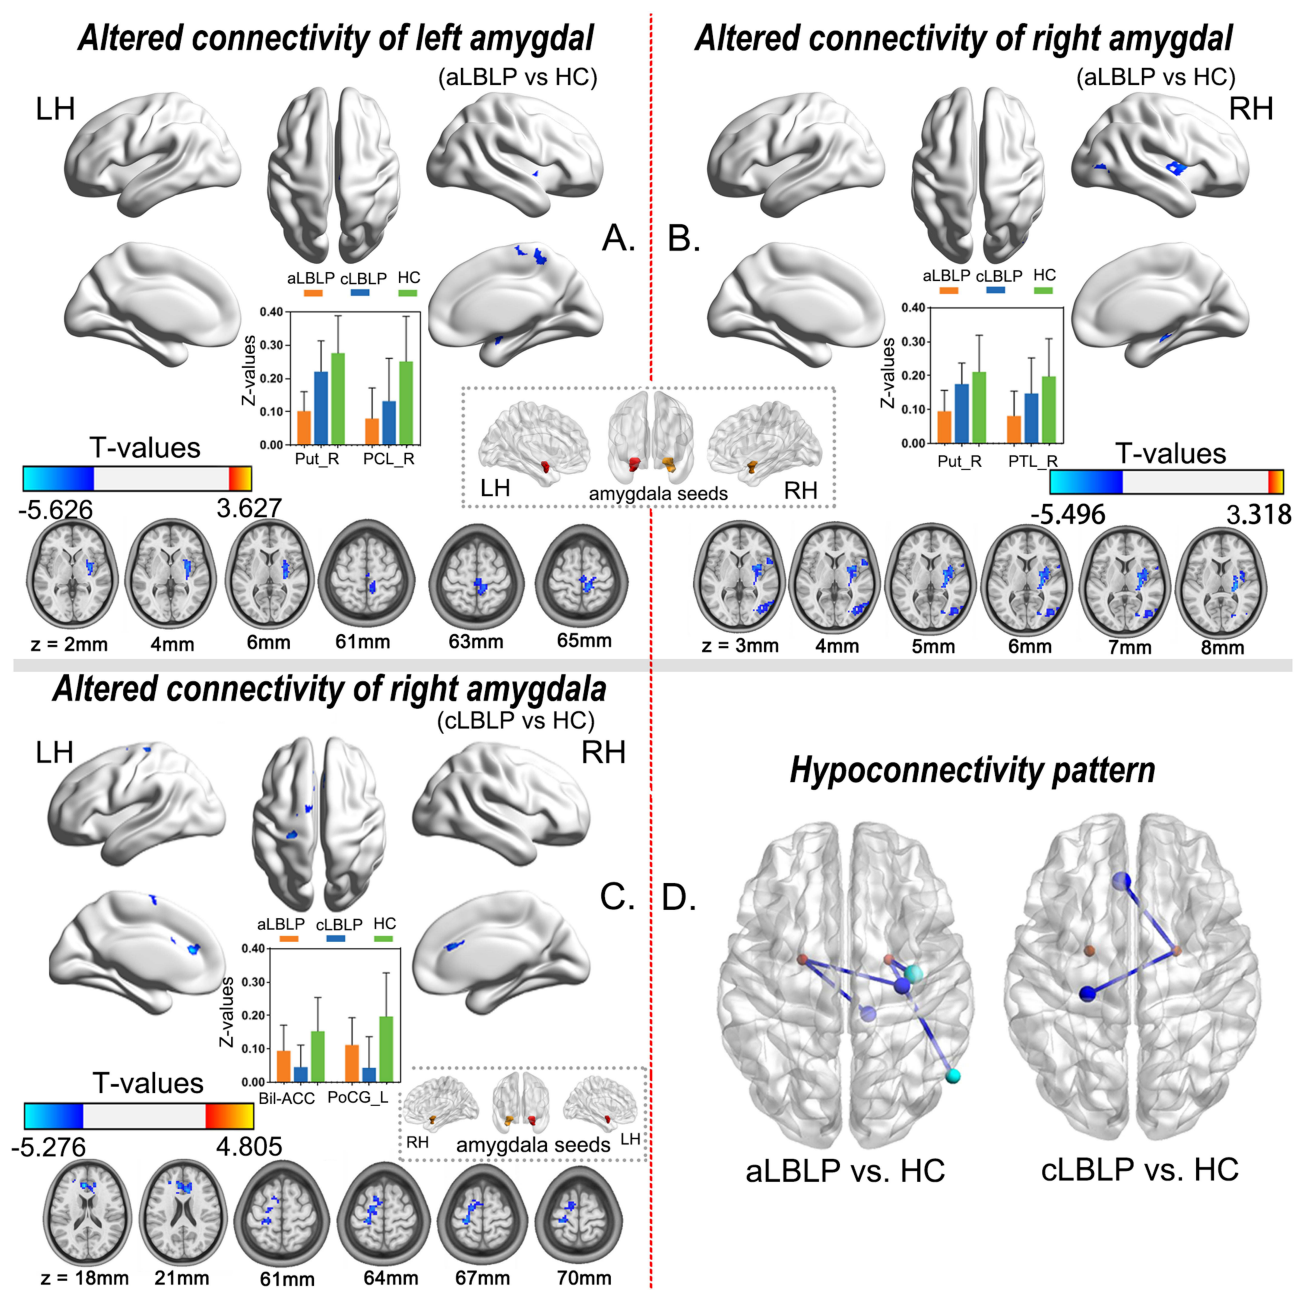 Altered connectivity of left amygdal
(aLBLP vs HC)
LH
A.
aLBLP cLBLP HC
0.40
0.30
0.20
0.10
0.00
Z-values
Put_R PCL_R
T-values
-5.626 3.627
z = 2mm 4mm 6mm 61mm 63mm 65mm
Altered connectivity of right amygdal
(aLBLP vs HC)
RH
B.
aLBLP cLBLP HC
0.40
0.30
0.20
0.10
0.00
Z-values
Put_R PTL_R
T-values
-5.496 3.318
z = 3mm 4mm 5mm 6mm 7mm 8mm
LH RH
amygdala seeds
Altered connectivity of right amygdala
(cLBLP vs HC)
LH RH
C.
aLBLP cLBLP HC
0.40
0.30
0.20
0.10
0.00
Z-values
Bil-ACC PoCG_L
T-values
-5.276 4.805
RH LH
amygdala seeds
z = 18mm 21mm 61mm 64mm 67mm 70mm
Hypoconnectivity pattern
D.
aLBLP vs. HC cLBLP vs. HC